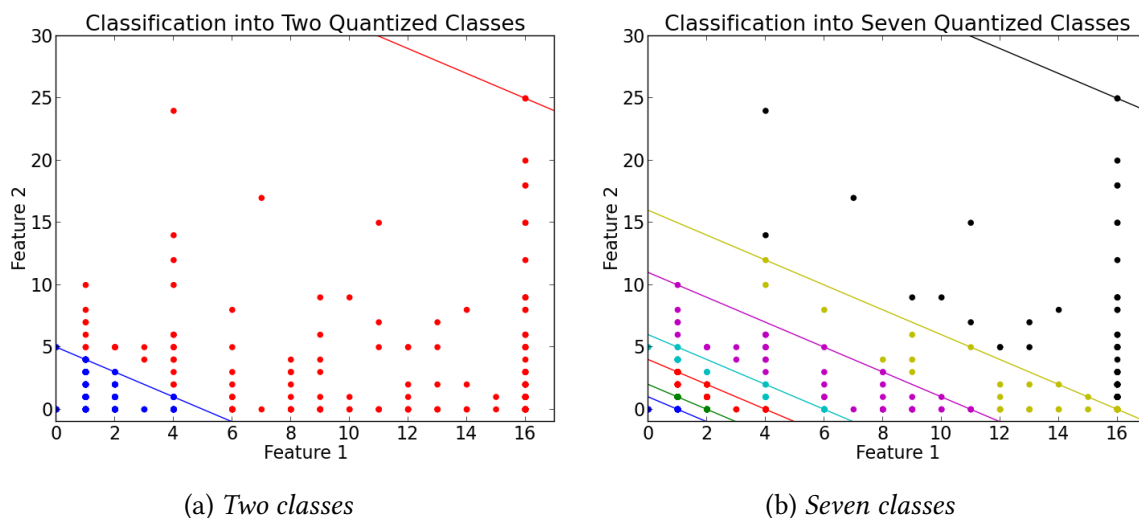 Classification into Two Quantized Classes
30
25
20
15
10
5
0
Feature 2
0 2 4 6 8 10 12 14 16
Feature 1
(a) Two classes
Classification into Seven Quantized Classes
30
25
20
15
10
5
0
Feature 2
0 2 4 6 8 10 12 14 16
Feature 1
(b) Seven classes